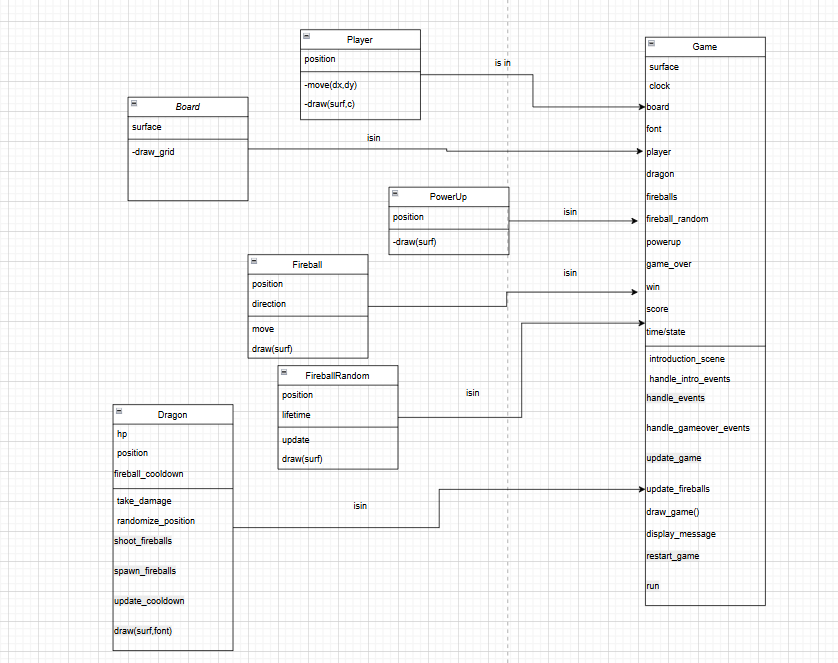 Player
position
-move(dx,dy)
-draw(surf,c)
is in
Board
surface
-draw_grid
isin
PowerUp
position
-draw(surf)
isin
Fireball
position
direction
move
draw(surf)
isin
FireballRandom
position
lifetime
update
draw(surf)
isin
Dragon
hp
position
fireball_cooldown
take_damage
randomize_position
shoot_fireballs
spawn_fireballs
update_cooldown
draw(surf,font)
isin
Game
surface
clock
board
font
player
dragon
fireballs
fireball_random
powerup
game_over
win
score
time/state
introduction_scene
handle_intro_events
handle_events
handle_gameover_events
update_game
update_fireballs
draw_game()
display_message
restart_game
run